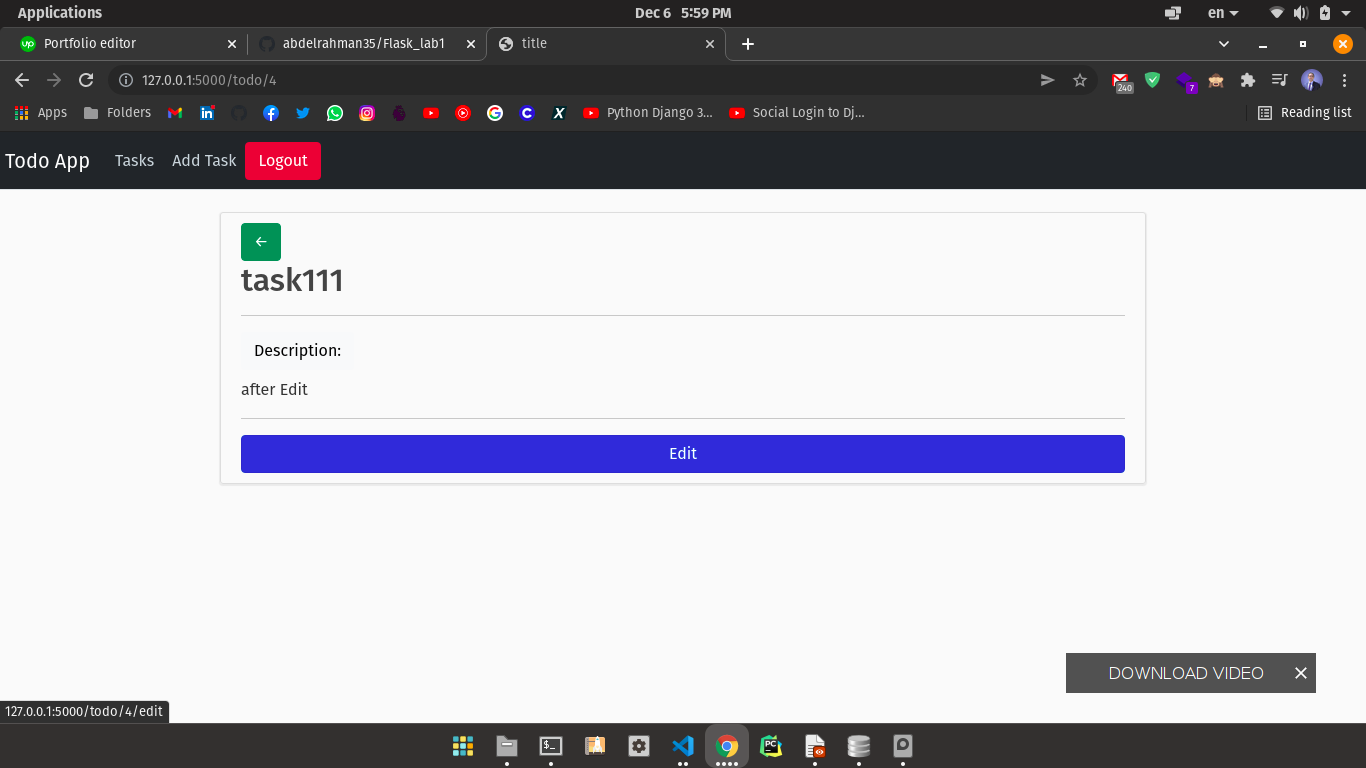 Applications
Dec 6 5:59 PM
en
Portfolio editor
abdelrahman35/Flask_lab1
title
127.0.0.1:5000/todo/4
240
7
Apps
Folders
Python Django 3...
Social Login to Dj...
Reading list
Todo App
Tasks
Add Task
Logout
task111
Description:
after Edit
Edit
DOWNLOAD VIDEO
127.0.0.1:5000/todo/4/edit